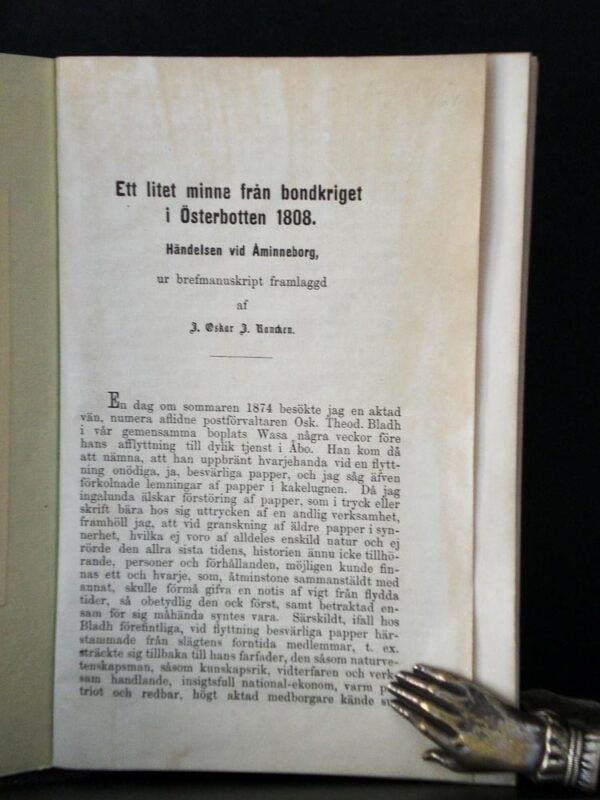 Ett litet minne från bondkriget
i Österbotten 1808.
Händelsen vid Åminneborg,
ur brefmanuskript framlaggd
af
J. Oskar J. Rancken.
En dag om sommaren 1874 besökte jag en aktad
vän, numera aflidne postförvaltaren Osk. Theod. Bladh
i vår gemensamma boplats Wasa några veckor före
hans afflyttning till dylik tjenst i Åbo. Han kom då
att nämna, att han uppbränt hvarjehanda vid en flytt-
ning onödiga, ja, besvärliga papper, och jag såg äfven
förkolnade lemningar af papper i kakelugnen. Då jag
ingalunda älskar förstöring af papper, som i tryck eller
skrift bära hos sig uttrycken af en andlig verksamhet,
framhöll jag, att vid granskning af äldre papper i syn-
nerhet, hvilka ej voro af alldeles enskild natur och ej
rörde den allra sista tidens, historien ännu icke tillhö-
rande, personer och förhållanden, möjligen kunde fin-
nas ett och hvarje, som, åtminstone sammanstäldt med
annat, skulle förmå gifva en notis af vigt från flydda
tider, så obetydlig den ock först, samt betraktad en-
sam för sig måhända syntes vara. Särskildt, ifall hos
Bladh förefintliga, vid flyttning besvärliga papper här-
stammade från slägtens forntida medlemmar, t. ex.
sträckte sig tillbaka till hans farfader, den såsom naturve-
tenskapsman, såsom kunskapsrik, vidterfaren och verk-
sam handlande, insigtsfull national-ekonom, varm
triot och redbar, högt aktad medborgare kände